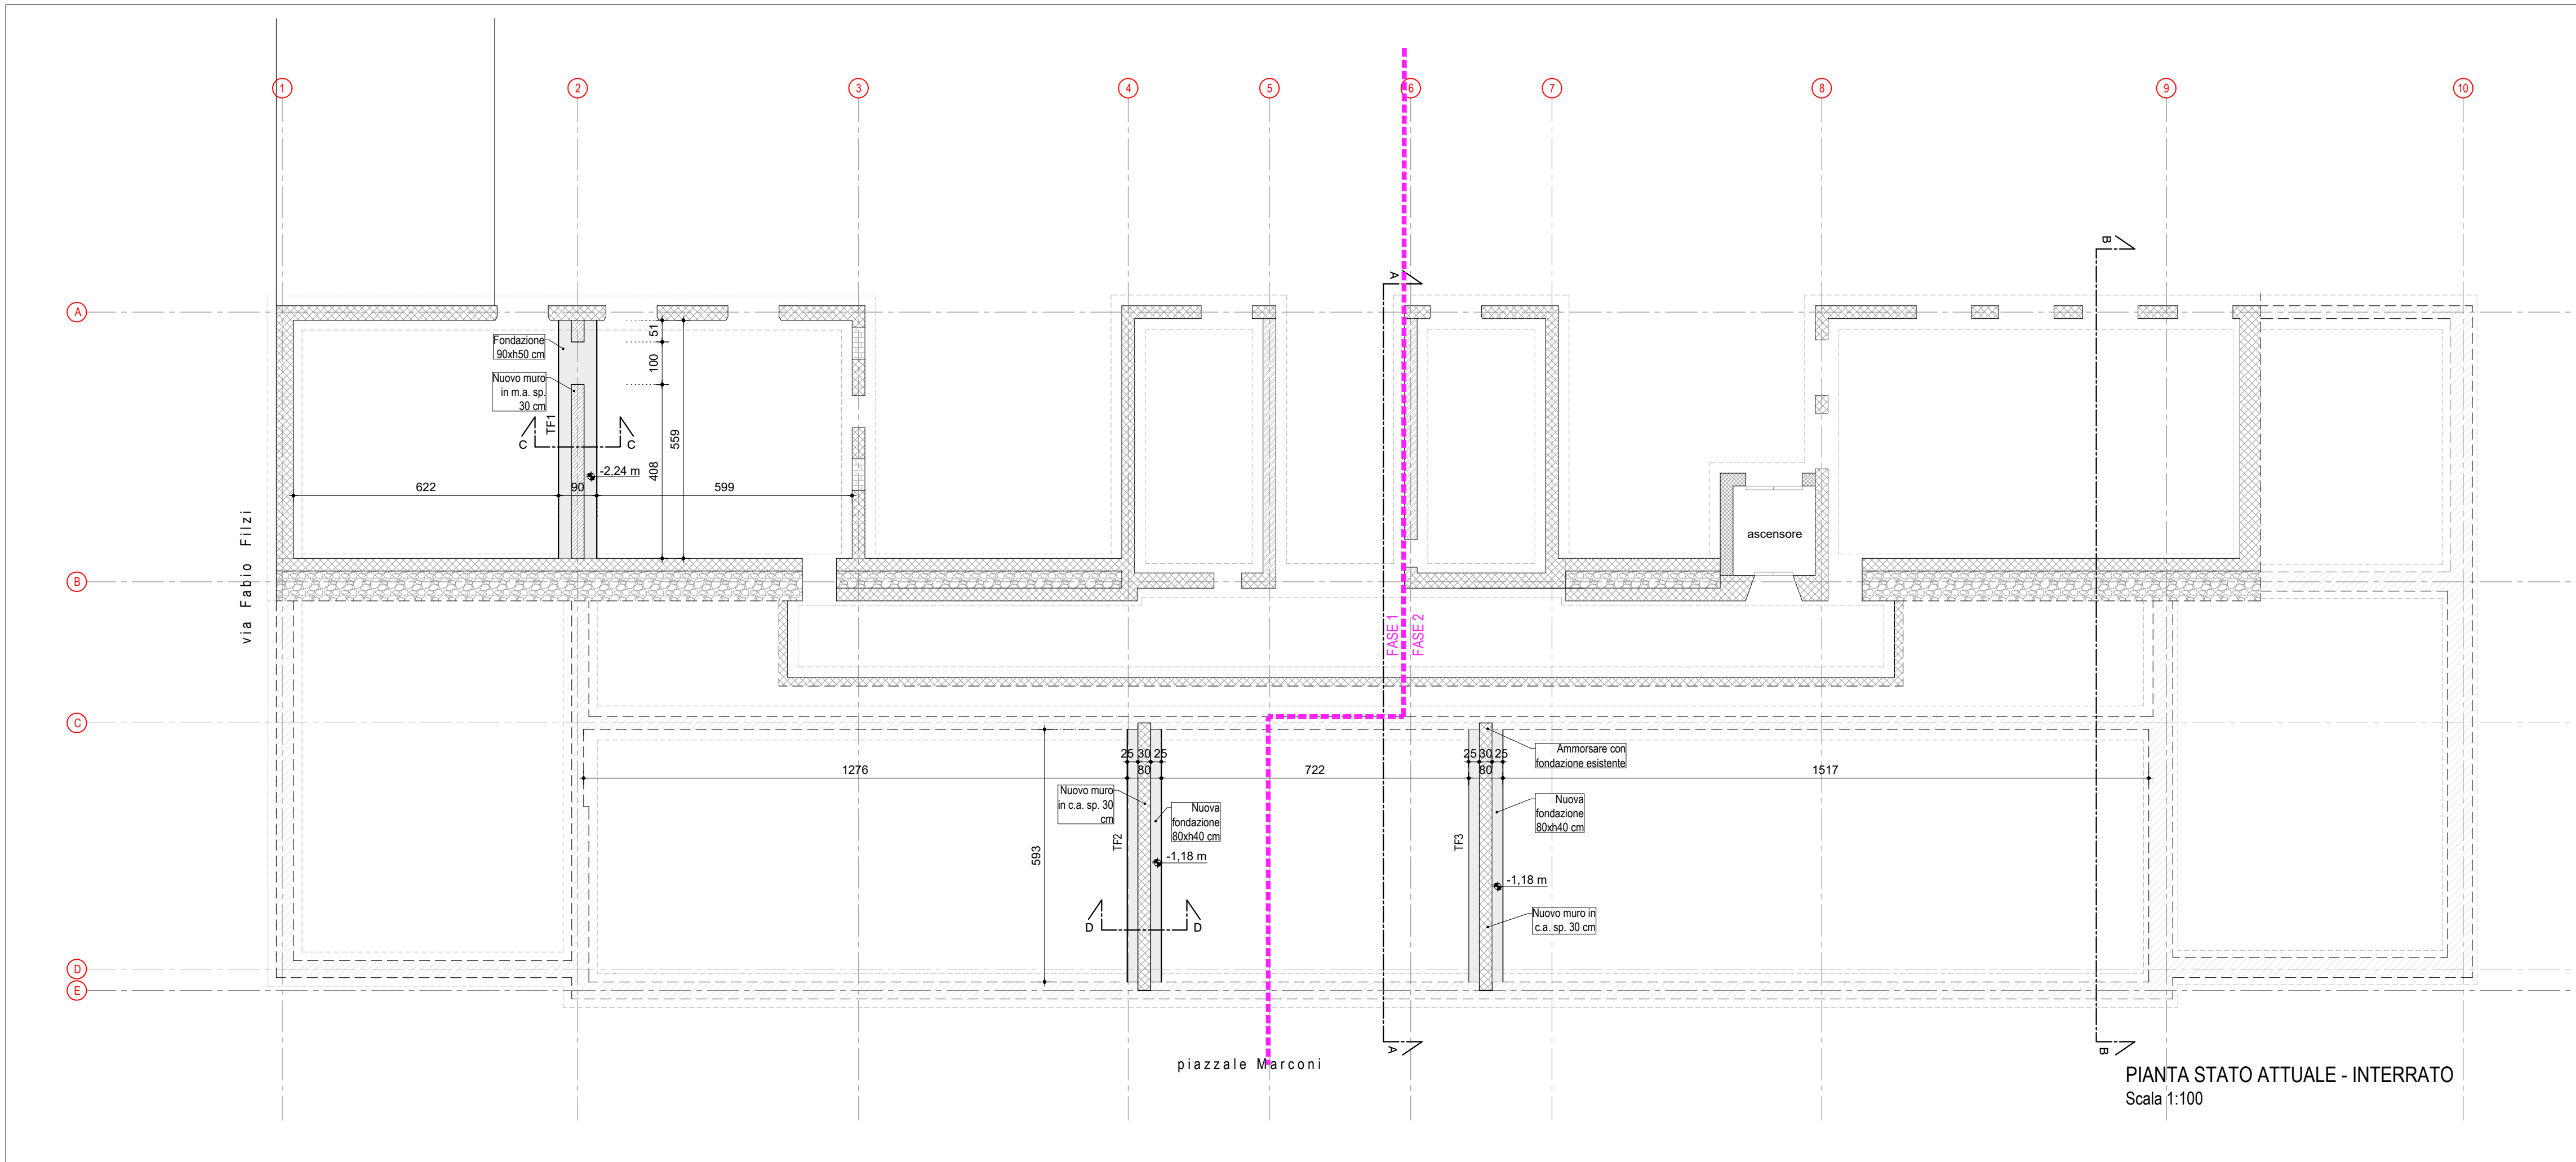 1
2
3
4
5
6
7
8
9
10
A
B
C
D
E
A
A
B
B
via Fabio Filzi
Fondazione
90xh50 cm
Nuovo muro
in m.a. sp.
30 cm
TF1
C
C
-2,24 m
51
100
408
559
622
90
599
ascensore
FASE 1
FASE 2
1276
25
30
25
80
722
25
30
25
80
1517
593
Ammorsare con
fondazione esistente
Nuovo muro
in c.a. sp. 30
cm
Nuova
fondazione
80xh40 cm
TF2
-1,18 m
D
D
Nuova
fondazione
80xh40 cm
TF3
-1,18 m
Nuovo muro in
c.a. sp. 30 cm
piazzale Marconi
PIANTA STATO ATTUALE - INTERRATO
Scala 1:100